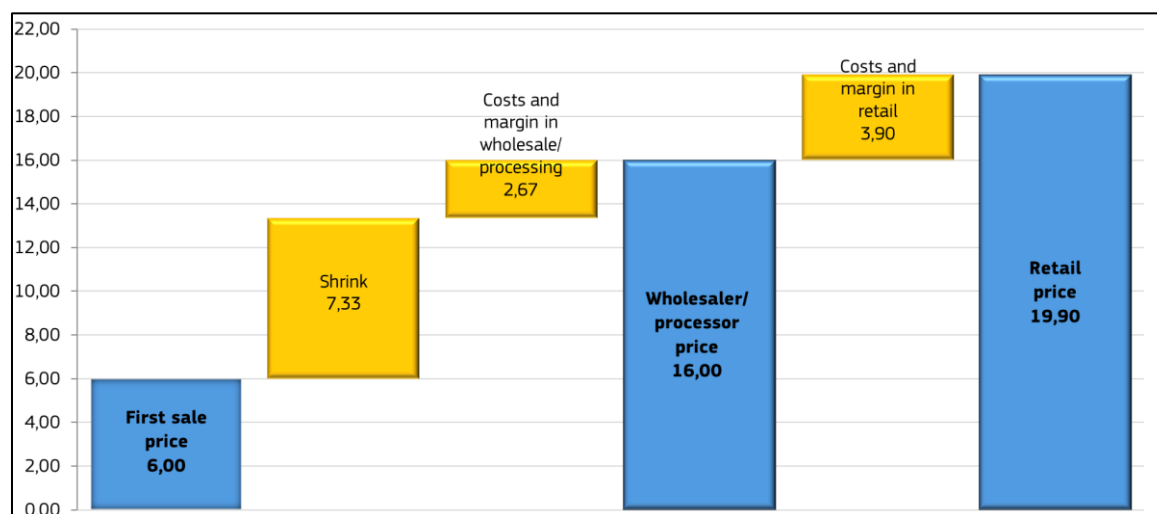 22,00
20,00
18,00
16,00
14,00
12,00
10,00
8,00
6,00
4,00
2,00
0,00
First sale
price
6,00
Shrink
7,33
Costs and
margin in
wholesale/
processing
2,67
Wholesaler/
processor
price
16,00
Costs and
margin in
retail
3,90
Retail
price
19,90